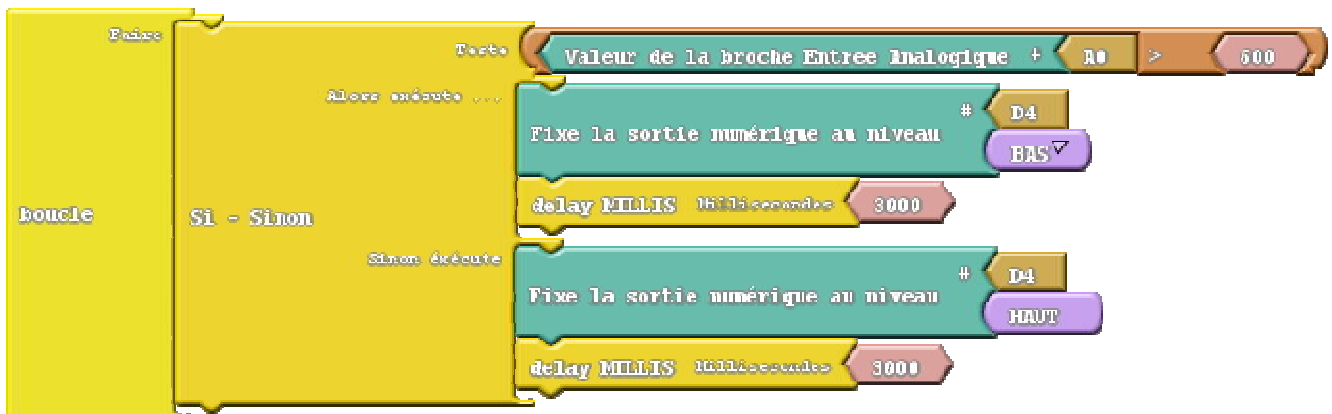 Faire
Teste
Valeur de la broche Entree Analogique + A0 > 500
Alors exécute ...
Fixe la sortie numérique au niveau # D4
BAS
delay MILLIS Millisecondes 3000
boucle
Si - Sinon
Sinon éxécute
Fixe la sortie numérique au niveau # D4
HAUT
delay MILLIS Millisecondes 3000